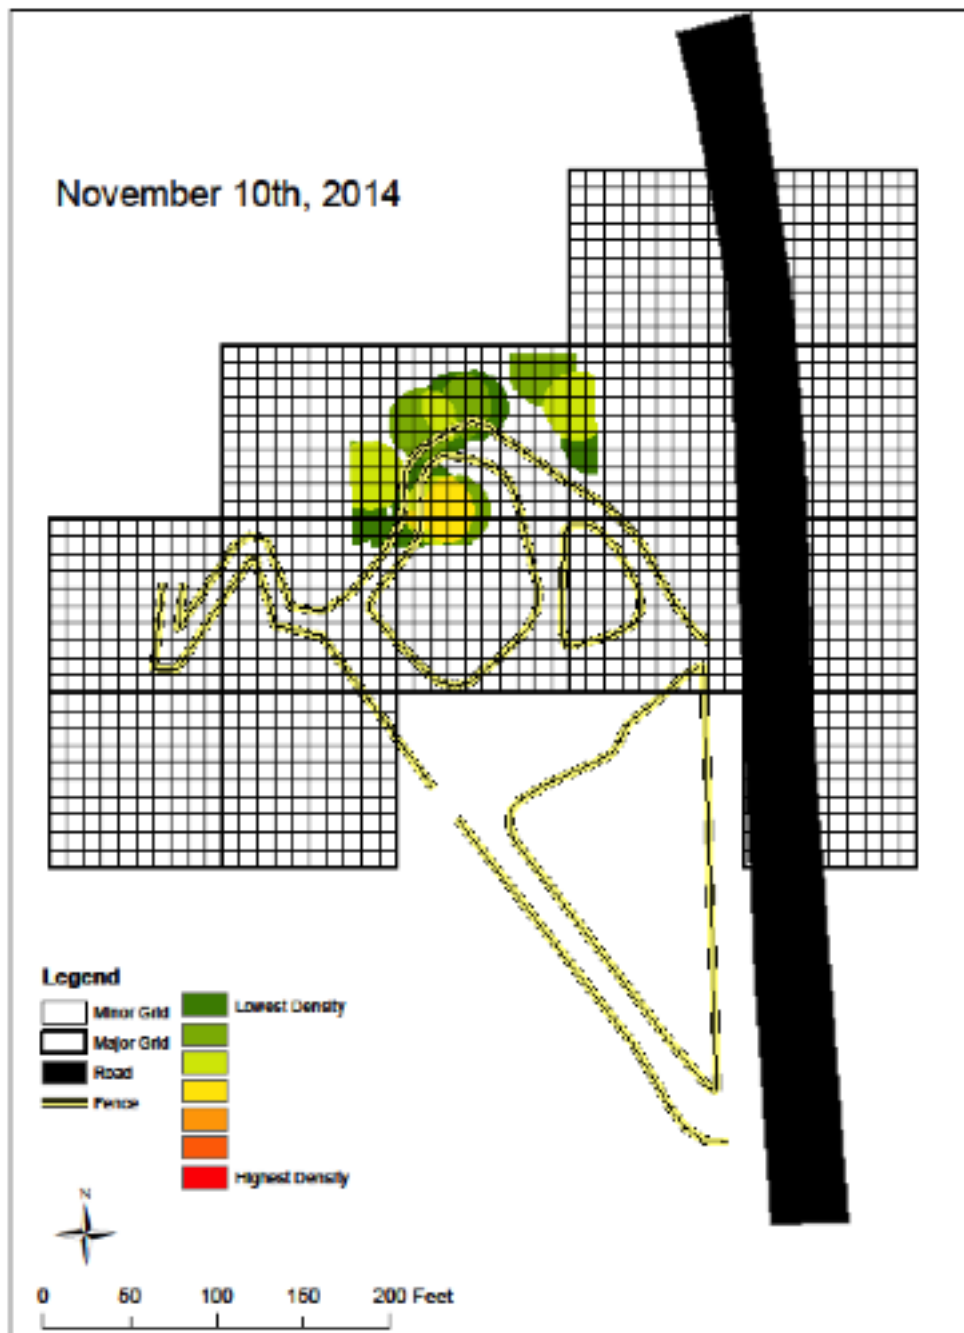 November 10th, 2014
Legend
Minor Grid
Major Grid
Road
Fence
Lowest Density
Highest Density
N
0 50 100 150 200 Feet